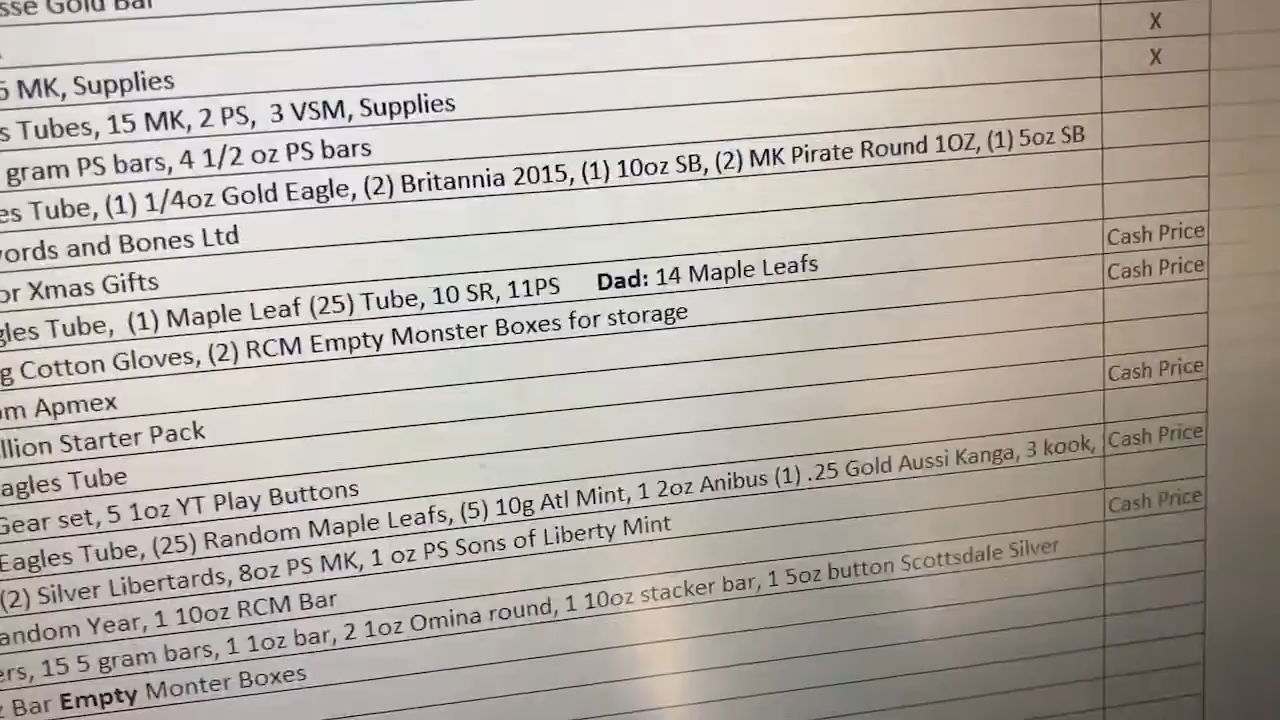 sse Gold Bar
X
5 MK, Supplies
X
s Tubes, 15 MK, 2 PS, 3 VSM, Supplies
gram PS bars, 4 1/2 oz PS bars
es Tube, (1) 1/4oz Gold Eagle, (2) Britannia 2015, (1) 10oz SB, (2) MK Pirate Round 1OZ, (1) 5oz SB
words and Bones Ltd
or Xmas Gifts
Cash Price
gles Tube, (1) Maple Leaf (25) Tube, 10 SR, 11PS Dad: 14 Maple Leafs
Cash Price
g Cotton Gloves, (2) RCM Empty Monster Boxes for storage
om Apmex
llion Starter Pack
Cash Price
agles Tube
Gear set, 5 1oz YT Play Buttons
Eagles Tube, (25) Random Maple Leafs, (5) 10g Atl Mint, 1 2oz Anibus (1) .25 Gold Aussi Kanga, 3 kook,
Cash Price
(2) Silver Libertards, 8oz PS MK, 1 oz PS Sons of Liberty Mint
andom Year, 1 10oz RCM Bar
Cash Price
ers, 15 5 gram bars, 1 1oz bar, 2 1oz Omina round, 1 10oz stacker bar, 1 5oz button Scottsdale Silver
z Bar Empty Monter Boxes